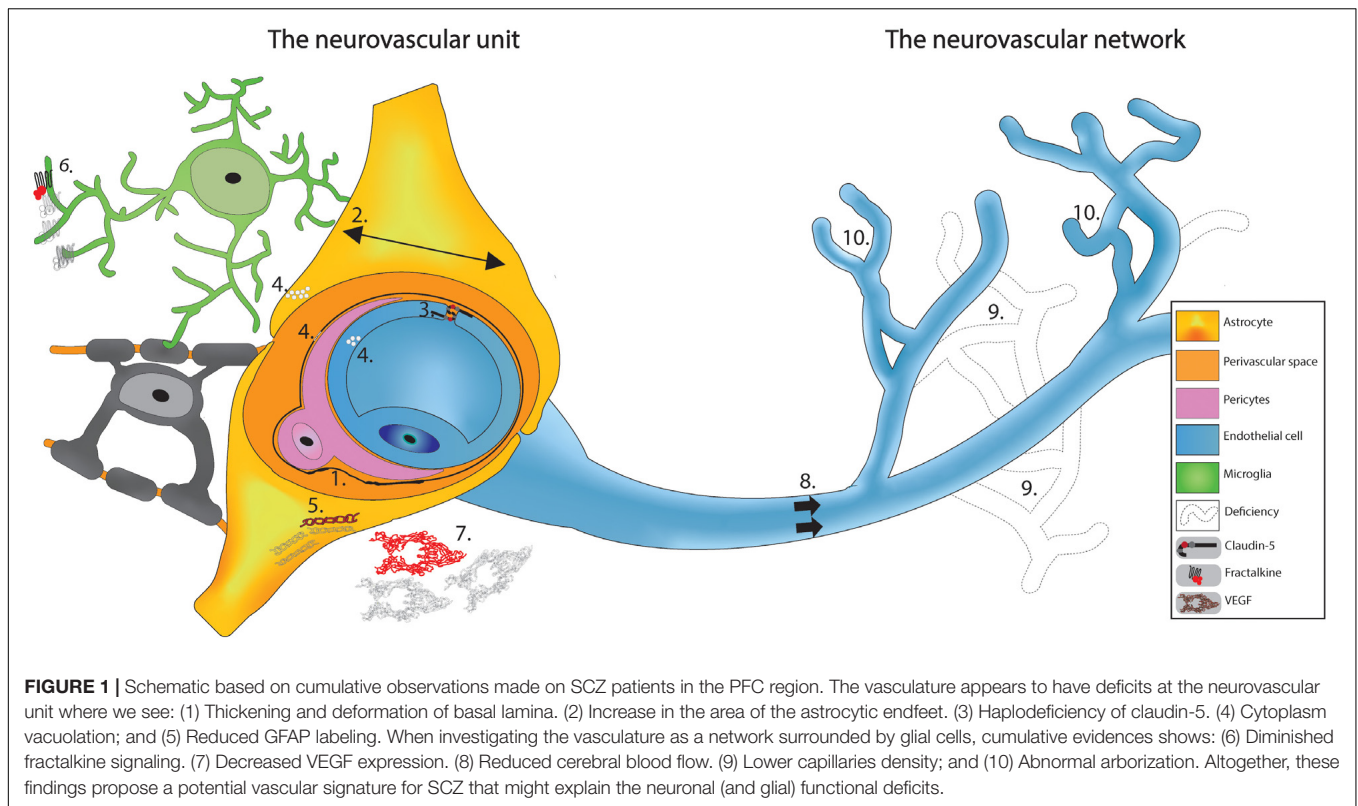 The neurovascular unit
The neurovascular network
6.
2.
4.
3.
4.
4.
1.
5.
7.
8.
10.
10.
9.
9.
Astrocyte
Perivascular space
Pericytes
Endothelial cell
Microglia
Deficiency
Claudin-5
Fractalkine
VEGF
FIGURE 1 | Schematic based on cumulative observations made on SCZ patients in the PFC region. The vasculature appears to have deficits at the neurovascular
unit where we see: (1) Thickening and deformation of basal lamina. (2) Increase in the area of the astrocytic endfeet. (3) Haplodeficiency of claudin-5. (4) Cytoplasm
vacuolation; and (5) Reduced GFAP labeling. When investigating the vasculature as a network surrounded by glial cells, cumulative evidences shows: (6) Diminished
fractalkine signaling. (7) Decreased VEGF expression. (8) Reduced cerebral blood flow. (9) Lower capillaries density; and (10) Abnormal arborization. Altogether, these
findings propose a potential vascular signature for SCZ that might explain the neuronal (and glial) functional deficits.